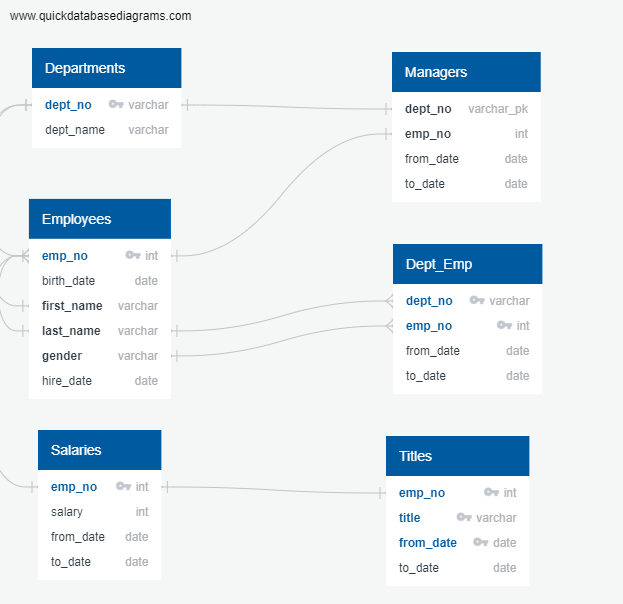 www.quickdatabasediagrams.com
Departments
dept_no varchar
dept_name varchar
Managers
dept_no varchar_pk
emp_no int
from_date date
to_date date
Employees
emp_no int
birth_date date
first_name varchar
last_name varchar
gender varchar
hire_date date
Dept_Emp
dept_no varchar
emp_no int
from_date date
to_date date
Salaries
emp_no int
salary int
from_date date
to_date date
Titles
emp_no int
title varchar
from_date date
to_date date